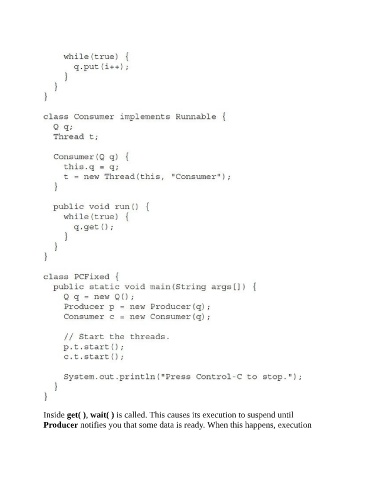 while(true) {
q.put(i++);
}
}
}
class Consumer implements Runnable {
Q q;
Thread t;
Consumer(Q q) {
this.q = q;
t = new Thread(this, "Consumer");
}
public void run() {
while(true) {
q.get();
}
}
}
class PCFixed {
public static void main(String args[]) {
Q q = new Q();
Producer p = new Producer(q);
Consumer c = new Consumer(q);
// Start the threads.
p.t.start();
c.t.start();
System.out.println("Press Control-C to stop.");
}
}
Inside get( ), wait( ) is called. This causes its execution to suspend until
Producer notifies you that some data is ready. When this happens, execution